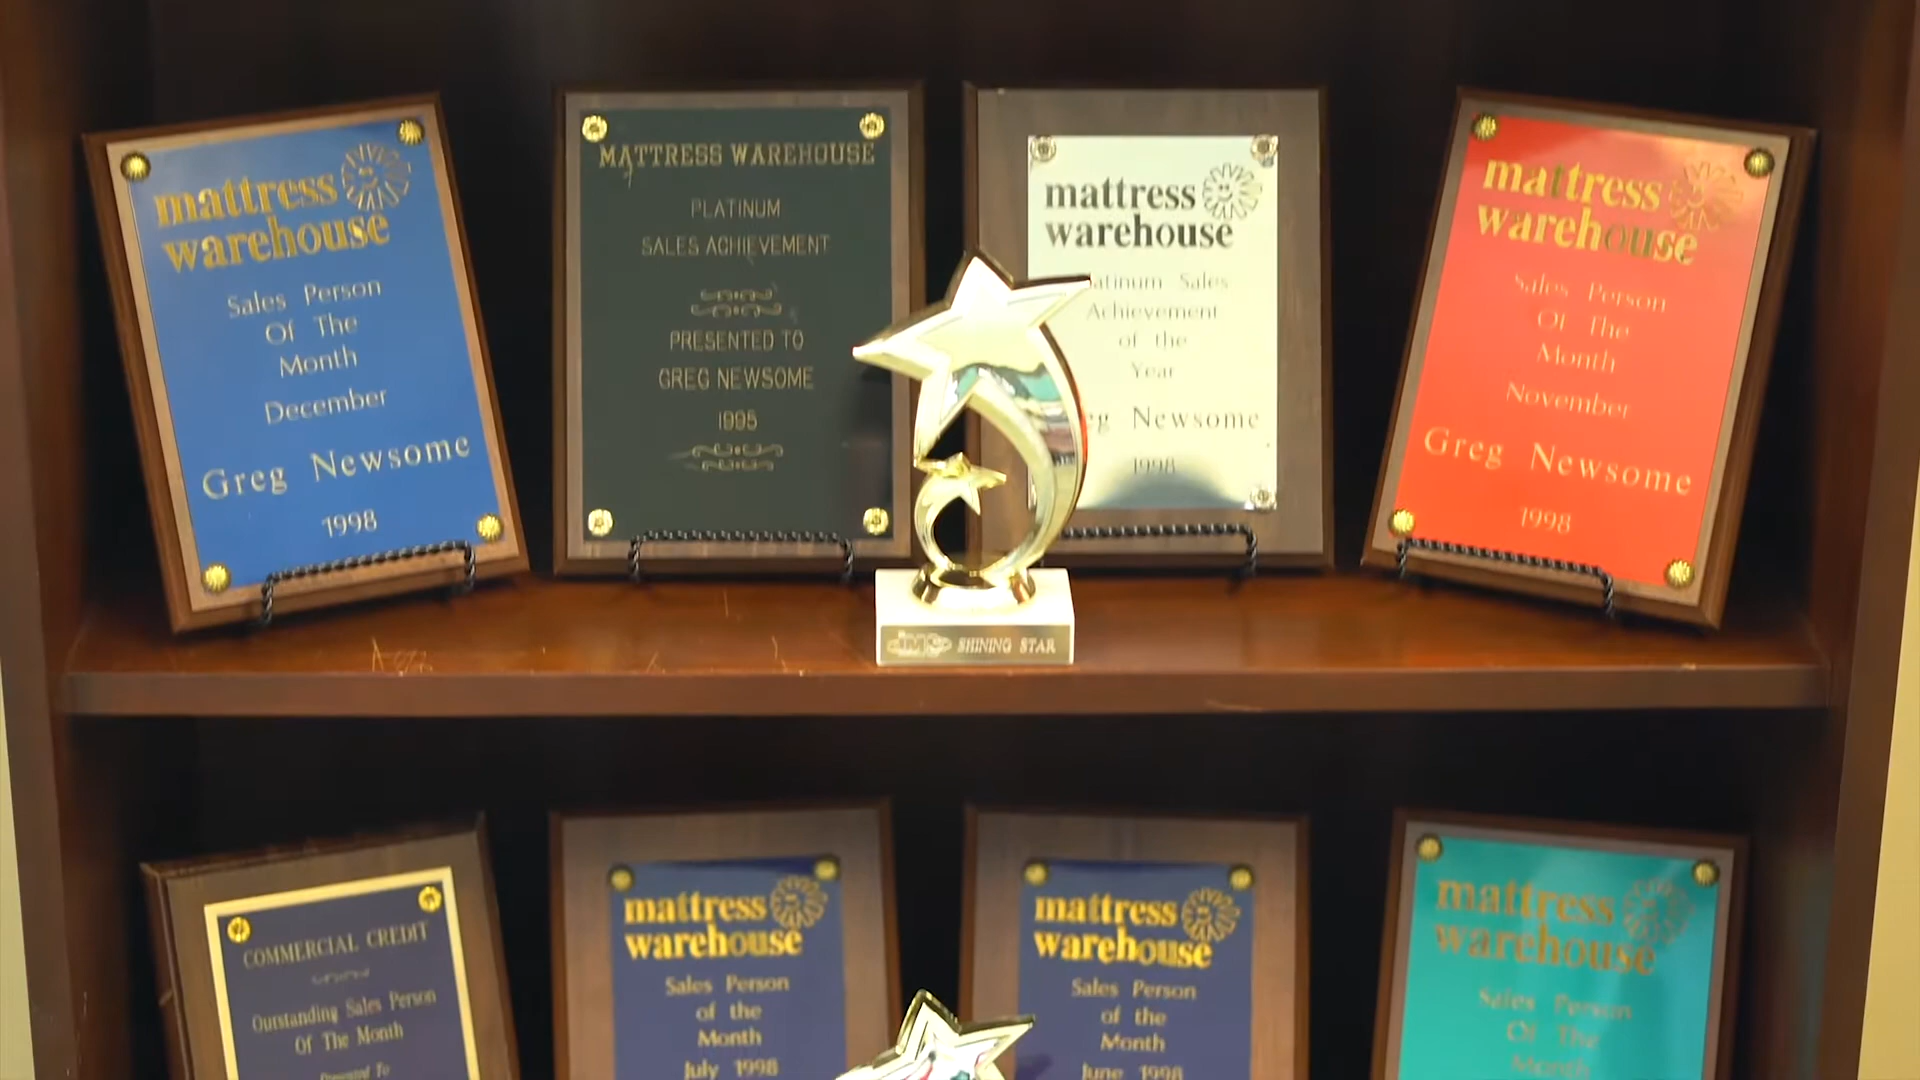 mattress
warehouse
Sales Person
Of The
Month
December
Greg Newsome
1998
MATTRESS WAREHOUSE
PLATINUM
SALES ACHIEVEMENT
PRESENTED TO
GREG NEWSOME
1995
mattress
warehouse
Sales
Achievement
of the
Year
Newsome
1998
mattress
warehouse
Sales Person
Of The
Month
November
Greg Newsome
1998
SHINING STAR
COMMERCIAL CREDIT
Outstanding Sales Person
Of The Month
Presented To
mattress
warehouse
Sales Person
of the
Month
July 1998
mattress
warehouse
Sales Person
of the
Month
June 1998
mattress
warehouse
Sales Person
Of The
Month